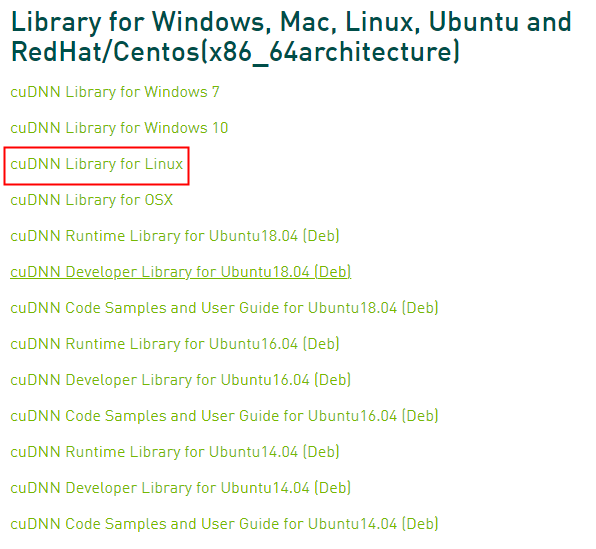 Library for Windows, Mac, Linux, Ubuntu and
RedHat/Centos(x86_64architecture)
cuDNN Library for Windows 7
cuDNN Library for Windows 10
cuDNN Library for Linux
cuDNN Library for OSX
cuDNN Runtime Library for Ubuntu18.04 (Deb)
cuDNN Developer Library for Ubuntu18.04 (Deb)
cuDNN Code Samples and User Guide for Ubuntu18.04 (Deb)
cuDNN Runtime Library for Ubuntu16.04 (Deb)
cuDNN Developer Library for Ubuntu16.04 (Deb)
cuDNN Code Samples and User Guide for Ubuntu16.04 (Deb)
cuDNN Runtime Library for Ubuntu14.04 (Deb)
cuDNN Developer Library for Ubuntu14.04 (Deb)
cuDNN Code Samples and User Guide for Ubuntu14.04 (Deb)